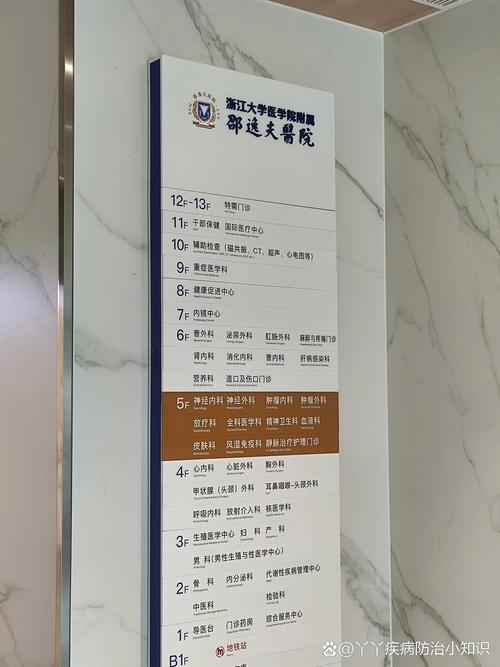 浙江大学医学院附属
邵逸夫醫院
12F-13F 特需门诊
11F 干部保健 国际医疗中心
10F 辅助检查（磁共振、CT、超声、心电图等）
9F 重症医学科
8F 健康促进中心
7F 内镜中心
6F 普外科 泌尿外科 肛肠外科 麻醉与疼痛门诊
肾内科 消化内科 普内科 肝病感染科
营养科 造口及伤口门诊
5F 神经内科 神经外科 肿瘤内科 肿瘤外科
放疗科 全科医学科 精神卫生科 血液科
皮肤科 风湿免疫科 静脉治疗护理门诊
4F 心内科 心脏外科 胸外科
甲状腺（头颈）外科 耳鼻咽喉-头颈外科
呼吸内科 放射介入科 核医学科
3F 生殖医学中心 妇科 产科
男科(男性生殖与性医学中心)
2F 骨科 内分泌科 代谢性疾病管理中心
中医科 检验科
1F 导医台 门诊药房 综合服务中心
B1F 地铁站
百家号/丫丫疾病防治小知识